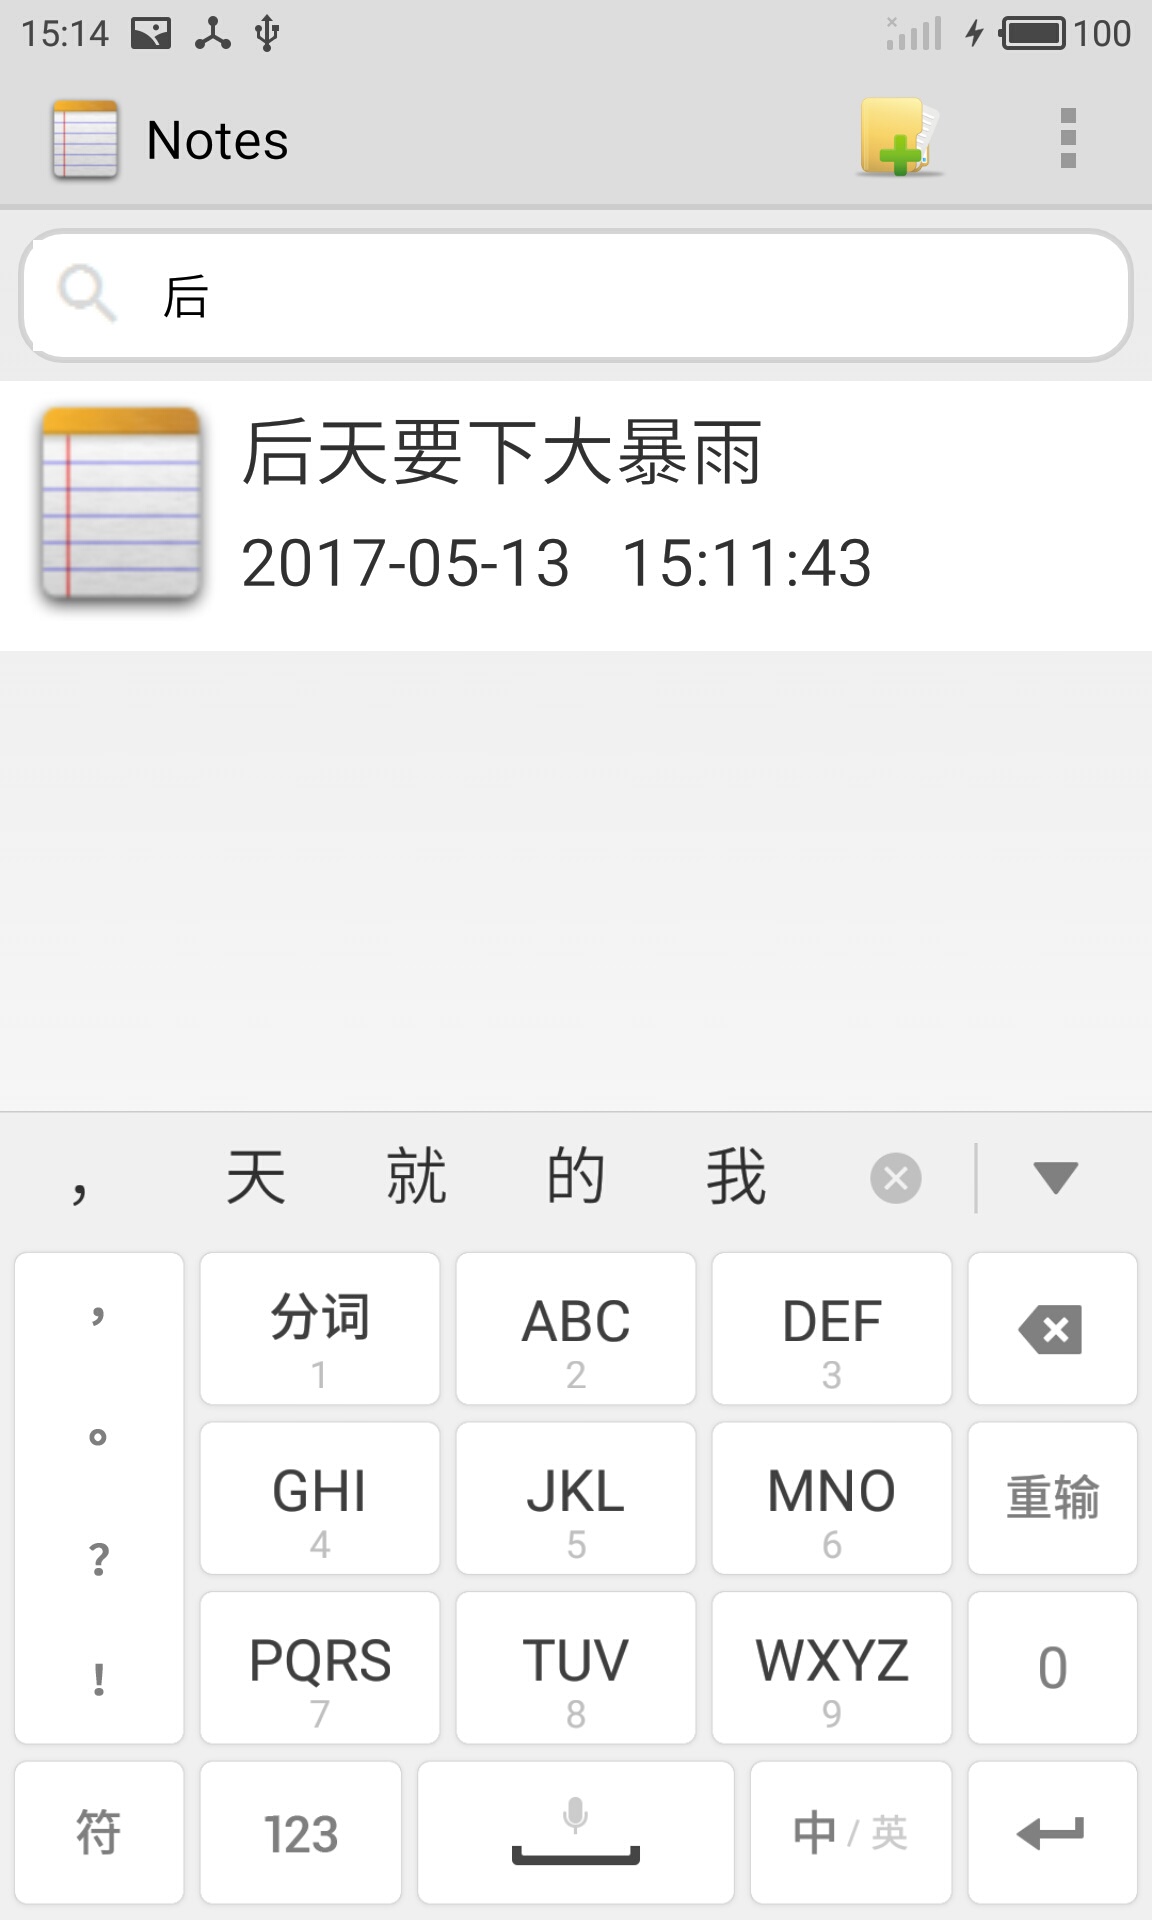 15:14 100
Notes
后
后天要下大暴雨
2017-05-13 15:11:43
， 天 就 的 我
， 分词 ABC DEF
1 2 3
。 GHI JKL MNO 重输
4 5 6
？ PQRS TUV WXYZ 0
！ 7 8 9
符 123 中 / 英